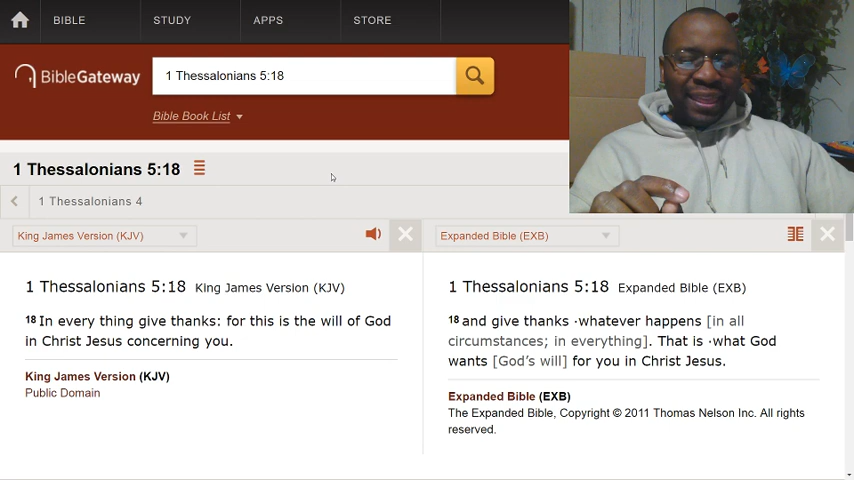 BIBLE STUDY APPS STORE
BibleGateway 1 Thessalonians 5:18
Bible Book List
1 Thessalonians 5:18
1 Thessalonians 4
King James Version (KJV)
Expanded Bible (EXB)
1 Thessalonians 5:18 King James Version (KJV)
18 In every thing give thanks: for this is the will of God
in Christ Jesus concerning you.
King James Version (KJV)
Public Domain
1 Thessalonians 5:18 Expanded Bible (EXB)
18 and give thanks ·whatever happens [in all
circumstances; in everything]. That is ·what God
wants [God's will] for you in Christ Jesus.
Expanded Bible (EXB)
The Expanded Bible, Copyright © 2011 Thomas Nelson Inc. All rights
reserved.